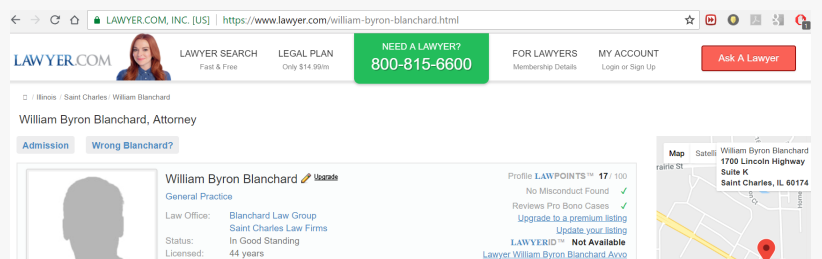 LAWYER.COM, INC. [US] https://www.lawyer.com/william-byron-blanchard.html
1
LAWYER.COM
LAWYER SEARCH
Fast & Free
LEGAL PLAN
Only $14.99/m
NEED A LAWYER?
800-815-6600
FOR LAWYERS
Membership Details
MY ACCOUNT
Login or Sign Up
Ask A Lawyer
/ Illinois / Saint Charles / William Blanchard
William Byron Blanchard, Attorney
Admission Wrong Blanchard?
William Byron Blanchard Upgrade
General Practice
Law Office: Blanchard Law Group
Saint Charles Law Firms
Status: In Good Standing
Licensed: 44 years
Profile LAWPOINTS™ 17 / 100
No Misconduct Found ✓
Reviews Pro Bono Cases ✓
Upgrade to a premium listing
Update your listing
LAWYERID™ Not Available
Lawyer William Byron Blanchard Avvo
Map Satelli
William Byron Blanchard
1700 Lincoln Highway
Suite K
Saint Charles, IL 60174
rairie St